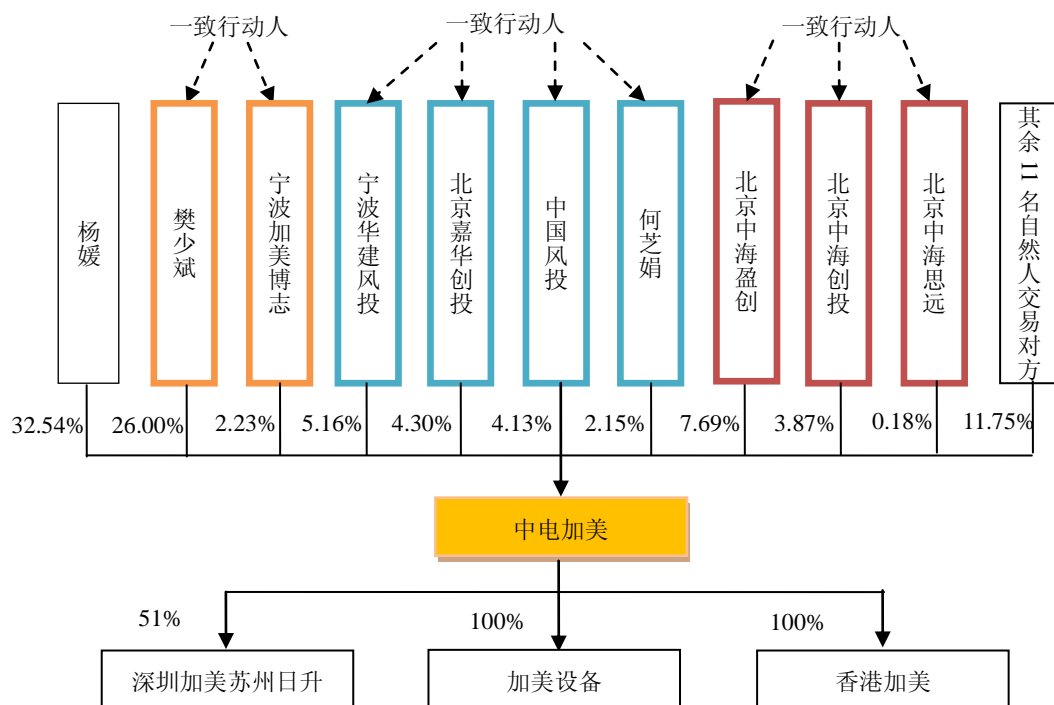 一致行动人
一致行动人
一致行动人
杨媛
樊少斌
宁波加美博志
宁波华建风投
北京嘉华创投
中国风投
何芝娟
北京中海盈创
北京中海创投
北京中海思远
其余 11 名自然人交易对方
32.54%
26.00%
2.23%
5.16%
4.30%
4.13%
2.15%
7.69%
3.87%
0.18%
11.75%
中电加美
51%
100%
100%
深圳加美苏州日升
加美设备
香港加美